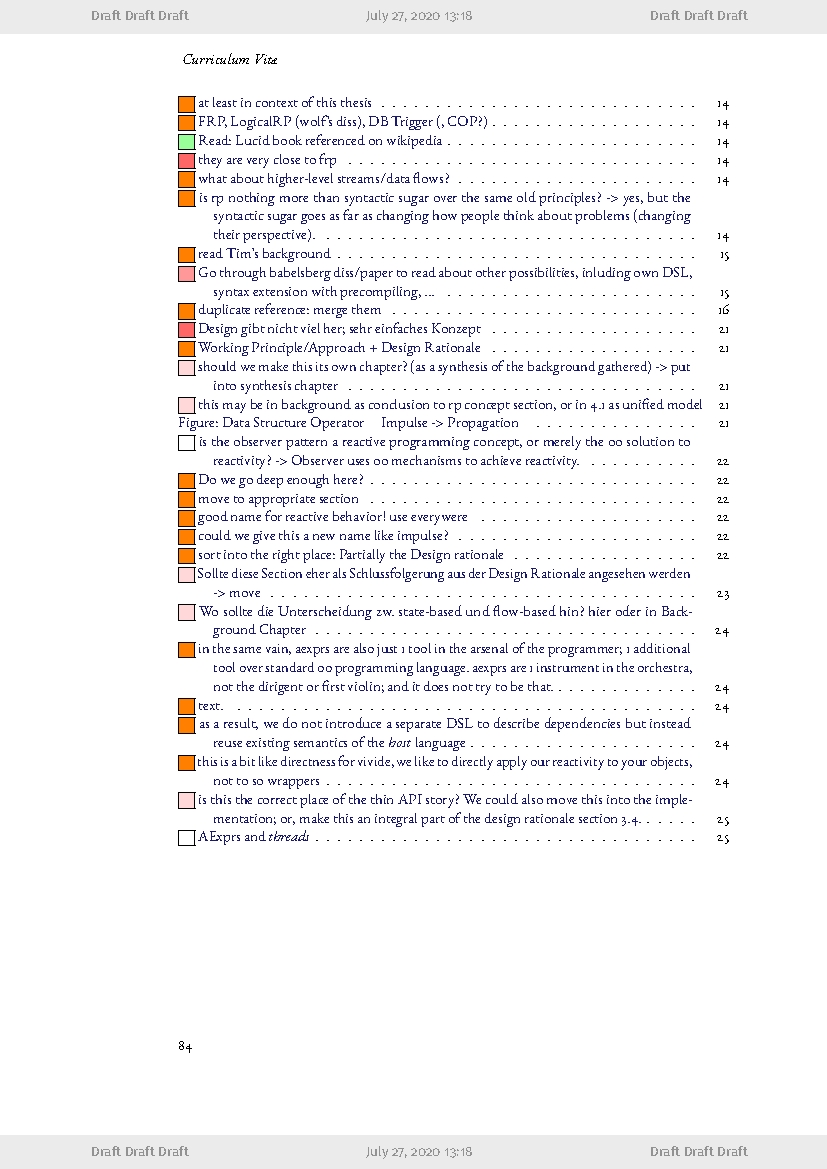 Draft Draft Draft July 27, 2020 13:18 Draft Draft Draft
Curriculum Vitæ
at least in context of this thesis . . . . . . . . . . . . . . . . . . . . . . . . . . . . 14
FRP, LogicalRP (wolf's diss), DB Trigger (, COP?) . . . . . . . . . . . . . . . . . . 14
Read: Lucid book referenced on wikipedia . . . . . . . . . . . . . . . . . . . . . . 14
they are very close to frp . . . . . . . . . . . . . . . . . . . . . . . . . . . . . . . 14
what about higher-level streams/data flows? . . . . . . . . . . . . . . . . . . . . . 14
is rp nothing more than syntactic sugar over the same old principles? -> yes, but the
syntactic sugar goes as far as changing how people think about problems (changing
their perspective). . . . . . . . . . . . . . . . . . . . . . . . . . . . . . . . . . 14
read Tim's background . . . . . . . . . . . . . . . . . . . . . . . . . . . . . . . . 15
Go through babelsberg diss/paper to read about other possibilities, inluding own DSL,
syntax extension with precompiling, ... . . . . . . . . . . . . . . . . . . . . . . 15
duplicate reference: merge them . . . . . . . . . . . . . . . . . . . . . . . . . . . 16
Design gibt nicht viel her; sehr einfaches Konzept . . . . . . . . . . . . . . . . . . 21
Working Principle/Approach + Design Rationale . . . . . . . . . . . . . . . . . . . 21
should we make this its own chapter? (as a synthesis of the background gathered) -> put
into synthesis chapter . . . . . . . . . . . . . . . . . . . . . . . . . . . . . . . 21
this may be in background as conclusion to rp concept section, or in 4.1 as unified model 21
Figure: Data Structure Operator Impulse -> Propagation . . . . . . . . . . . . . . . 21
is the observer pattern a reactive programming concept, or merely the oo solution to
reactivity? -> Observer uses oo mechanisms to achieve reactivity. . . . . . . . . . . 22
Do we go deep enough here? . . . . . . . . . . . . . . . . . . . . . . . . . . . . . 22
move to appropriate section . . . . . . . . . . . . . . . . . . . . . . . . . . . . . 22
good name for reactive behavior! use everywere . . . . . . . . . . . . . . . . . . . 22
could we give this a new name like impulse? . . . . . . . . . . . . . . . . . . . . . 22
sort into the right place: Partially the Design rationale . . . . . . . . . . . . . . . . 22
Sollte diese Section eher als Schlussfolgerung aus der Design Rationale angesehen werden
-> move . . . . . . . . . . . . . . . . . . . . . . . . . . . . . . . . . . . . . . 23
Wo sollte die Unterscheidung zw. state-based und flow-based hin? hier oder in Back-
ground Chapter . . . . . . . . . . . . . . . . . . . . . . . . . . . . . . . . . . 24
in the same vain, aexprs are also just 1 tool in the arsenal of the programmer; 1 additional
tool over standard oo programming language. aexprs are 1 instrument in the orchestra,
not the dirigent or first violin; and it does not try to be that. . . . . . . . . . . . . . 24
text. . . . . . . . . . . . . . . . . . . . . . . . . . . . . . . . . . . . . . . . . . 24
as a result, we do not introduce a separate DSL to describe dependencies but instead
reuse existing semantics of the host language . . . . . . . . . . . . . . . . . . . . 24
this is a bit like directness for vivide, we like to directly apply our reactivity to your objects,
not to so wrappers . . . . . . . . . . . . . . . . . . . . . . . . . . . . . . . . . 24
is this the correct place of the thin API story? We could also move this into the imple-
mentation; or, make this an integral part of the design rationale section 3.4. . . . . . 25
AExprs and threads . . . . . . . . . . . . . . . . . . . . . . . . . . . . . . . . . . 25
84
Draft Draft Draft July 27, 2020 13:18 Draft Draft Draft